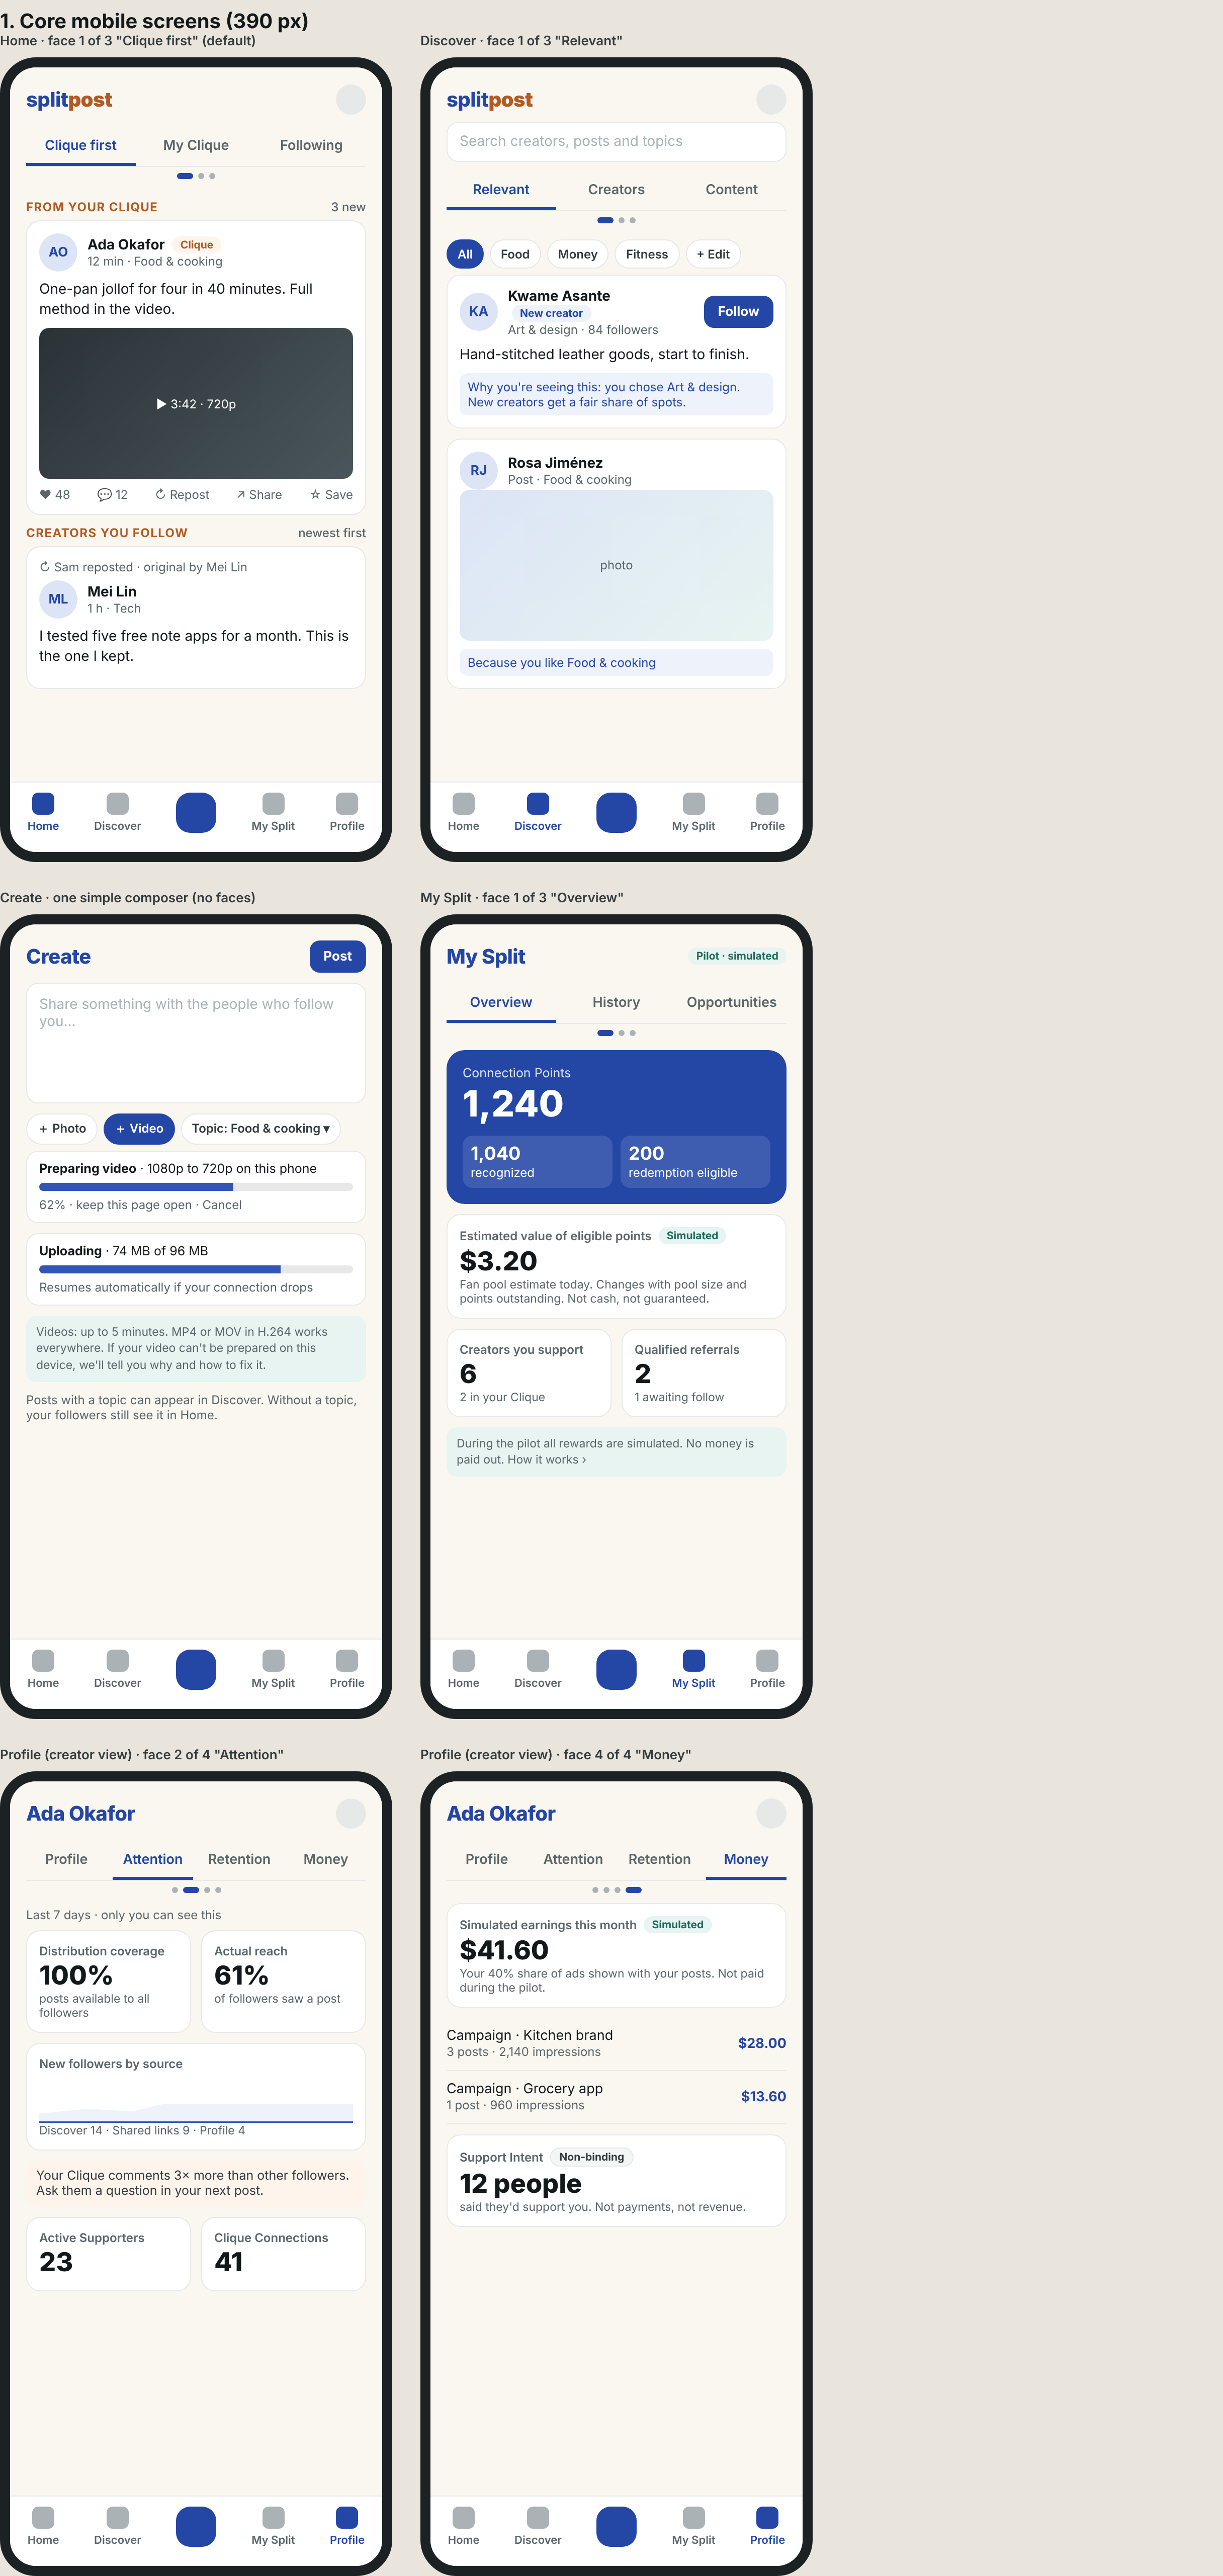 1. Core mobile screens (390 px)
Home · face 1 of 3 "Clique first" (default)
splitpost
Clique first
My Clique
Following
FROM YOUR CLIQUE
3 new
AO
Ada Okafor
Clique
12 min · Food & cooking
One-pan jollof for four in 40 minutes. Full
method in the video.
▶ 3:42 · 720p
♥ 48
💬 12
↻ Repost
↗ Share
☆ Save
CREATORS YOU FOLLOW
newest first
↻ Sam reposted · original by Mei Lin
ML
Mei Lin
1 h · Tech
I tested five free note apps for a month. This is
the one I kept.
Home
Discover
My Split
Profile
Discover · face 1 of 3 "Relevant"
splitpost
Search creators, posts and topics
Relevant
Creators
Content
All
Food
Money
Fitness
+ Edit
KA
Kwame Asante
New creator
Art & design · 84 followers
Follow
Hand-stitched leather goods, start to finish.
Why you're seeing this: you chose Art & design.
New creators get a fair share of spots.
RJ
Rosa Jiménez
Post · Food & cooking
photo
Because you like Food & cooking
Home
Discover
My Split
Profile
Create · one simple composer (no faces)
Create
Post
Share something with the people who follow
you...
+ Photo
+ Video
Topic: Food & cooking ▾
Preparing video · 1080p to 720p on this phone
62% · keep this page open · Cancel
Uploading · 74 MB of 96 MB
Resumes automatically if your connection drops
Videos: up to 5 minutes. MP4 or MOV in H.264 works
everywhere. If your video can't be prepared on this
device, we'll tell you why and how to fix it.
Posts with a topic can appear in Discover. Without a topic,
your followers still see it in Home.
Home
Discover
My Split
Profile
My Split · face 1 of 3 "Overview"
My Split
Pilot · simulated
Overview
History
Opportunities
Connection Points
1,240
1,040
recognized
200
redemption eligible
Estimated value of eligible points
Simulated
$3.20
Fan pool estimate today. Changes with pool size and
points outstanding. Not cash, not guaranteed.
Creators you support
6
2 in your Clique
Qualified referrals
2
1 awaiting follow
During the pilot all rewards are simulated. No money is
paid out. How it works ›
Home
Discover
My Split
Profile
Profile (creator view) · face 2 of 4 "Attention"
Ada Okafor
Profile
Attention
Retention
Money
Last 7 days · only you can see this
Distribution coverage
100%
posts available to all
followers
Actual reach
61%
of followers saw a post
New followers by source
Discover 14 · Shared links 9 · Profile 4
Your Clique comments 3× more than other followers.
Ask them a question in your next post.
Active Supporters
23
Clique Connections
41
Home
Discover
My Split
Profile
Profile (creator view) · face 4 of 4 "Money"
Ada Okafor
Profile
Attention
Retention
Money
Simulated earnings this month
Simulated
$41.60
Your 40% share of ads shown with your posts. Not paid
during the pilot.
Campaign · Kitchen brand
3 posts · 2,140 impressions
$28.00
Campaign · Grocery app
1 post · 960 impressions
$13.60
Support Intent
Non-binding
12 people
said they'd support you. Not payments, not revenue.
Home
Discover
My Split
Profile